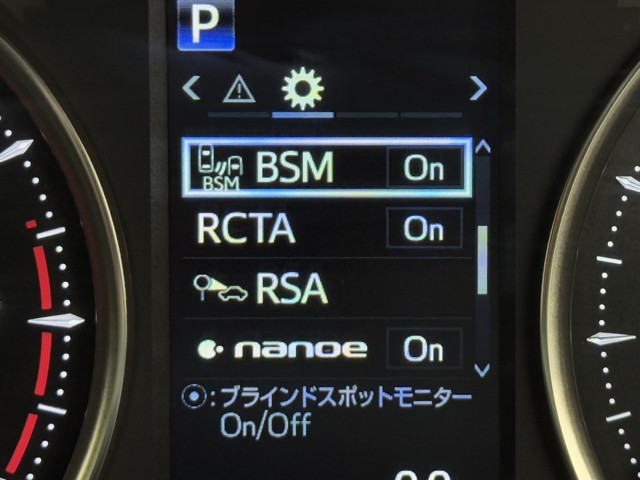 P
BSM BSM On
RCTA On
RSA
nanoe On
:ブラインドスポットモニター
On/Off